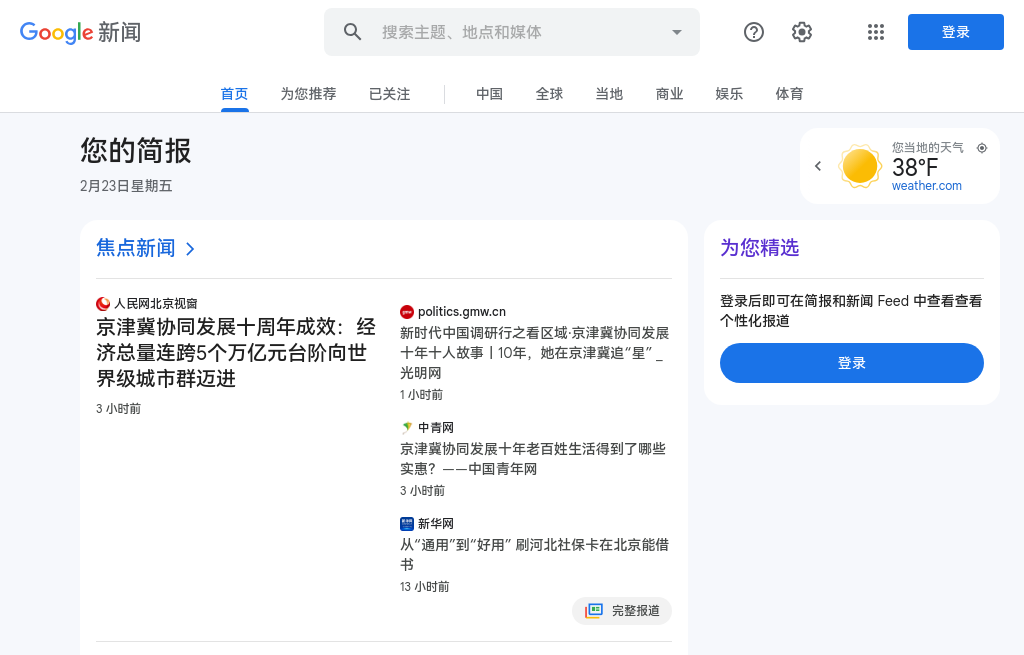 Google 新闻
搜索主题、地点和媒体
登录
首页 为您推荐 已关注 中国 全球 当地 商业 娱乐 体育
您的简报
2月23日星期五
您当地的天气
38°F
weather.com
焦点新闻
人民网北京视窗
京津冀协同发展十周年成效：经
济总量连跨5个万亿元台阶向世
界级城市群迈进
3 小时前
politics.gmw.cn
新时代中国调研行之看区域·京津冀协同发展
十年十人故事丨10年，她在京津冀追“星” _
光明网
1 小时前
中青网
京津冀协同发展十年老百姓生活得到了哪些
实惠？——中国青年网
3 小时前
新华网
从“通用”到“好用” 刷河北社保卡在北京能借
书
13 小时前
完整报道
为您精选
登录后即可在简报和新闻 Feed 中查看查看
个性化报道
登录